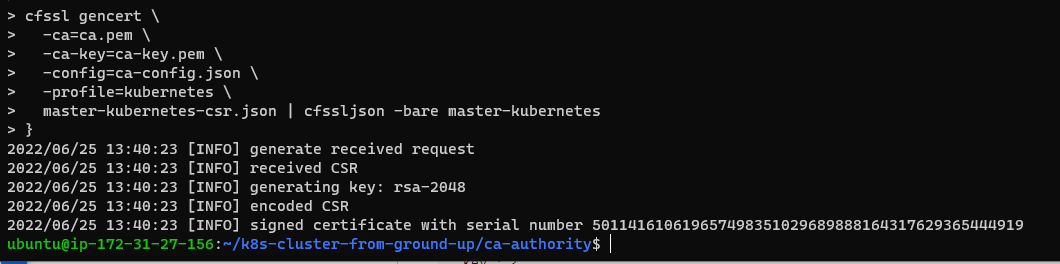 > cfssl gencert \
>   -ca=ca.pem \
>   -ca-key=ca-key.pem \
>   -config=ca-config.json \
>   -profile=kubernetes \
>   master-kubernetes-csr.json | cfssljson -bare master-kubernetes
> }
2022/06/25 13:40:23 [INFO] generate received request
2022/06/25 13:40:23 [INFO] received CSR
2022/06/25 13:40:23 [INFO] generating key: rsa-2048
2022/06/25 13:40:23 [INFO] encoded CSR
2022/06/25 13:40:23 [INFO] signed certificate with serial number 501141610619657498351029689888164317629365444919
ubuntu@ip-172-31-27-156:~/k8s-cluster-from-ground-up/ca-authority$